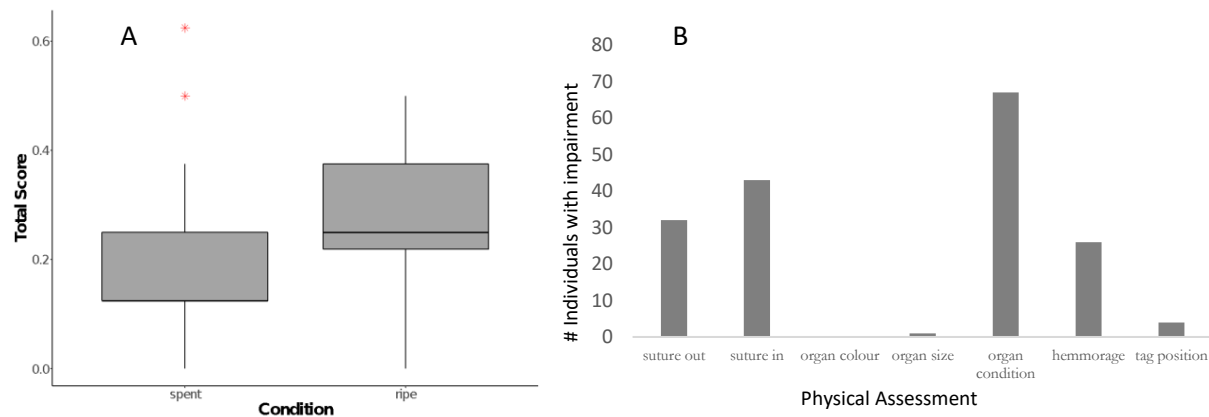 A
Total Score
0.6
0.4
0.2
0.0
spent
ripe
Condition
B
# Individuals with impairment
80
70
60
50
40
30
20
10
0
suture out
suture in
organ colour
organ size
organ
condition
hemmorage
tag position
Physical Assessment